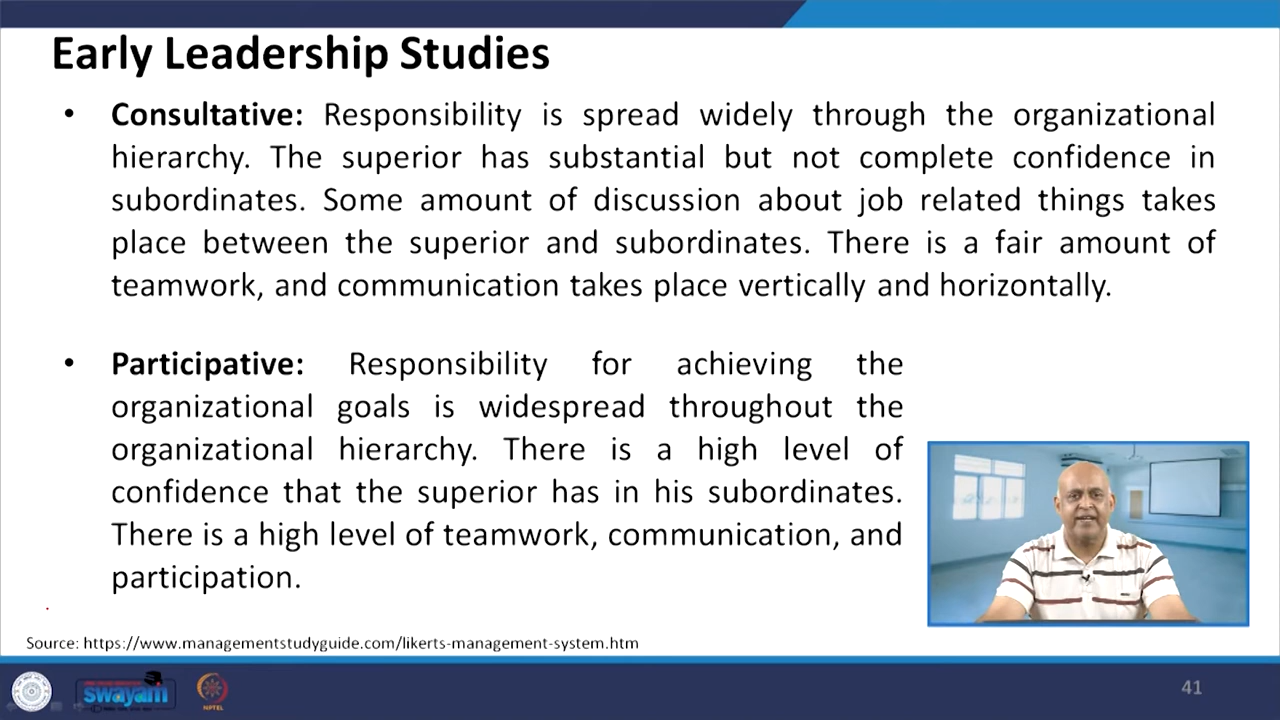 Early Leadership Studies
• Consultative: Responsibility is spread widely through the organizational
hierarchy. The superior has substantial but not complete confidence in
subordinates. Some amount of discussion about job related things takes
place between the superior and subordinates. There is a fair amount of
teamwork, and communication takes place vertically and horizontally.
• Participative: Responsibility for achieving the
organizational goals is widespread throughout the
organizational hierarchy. There is a high level of
confidence that the superior has in his subordinates.
There is a high level of teamwork, communication, and
participation.
Source: https://www.managementstudyguide.com/likerts-management-system.htm
swayam
NPTEL
41